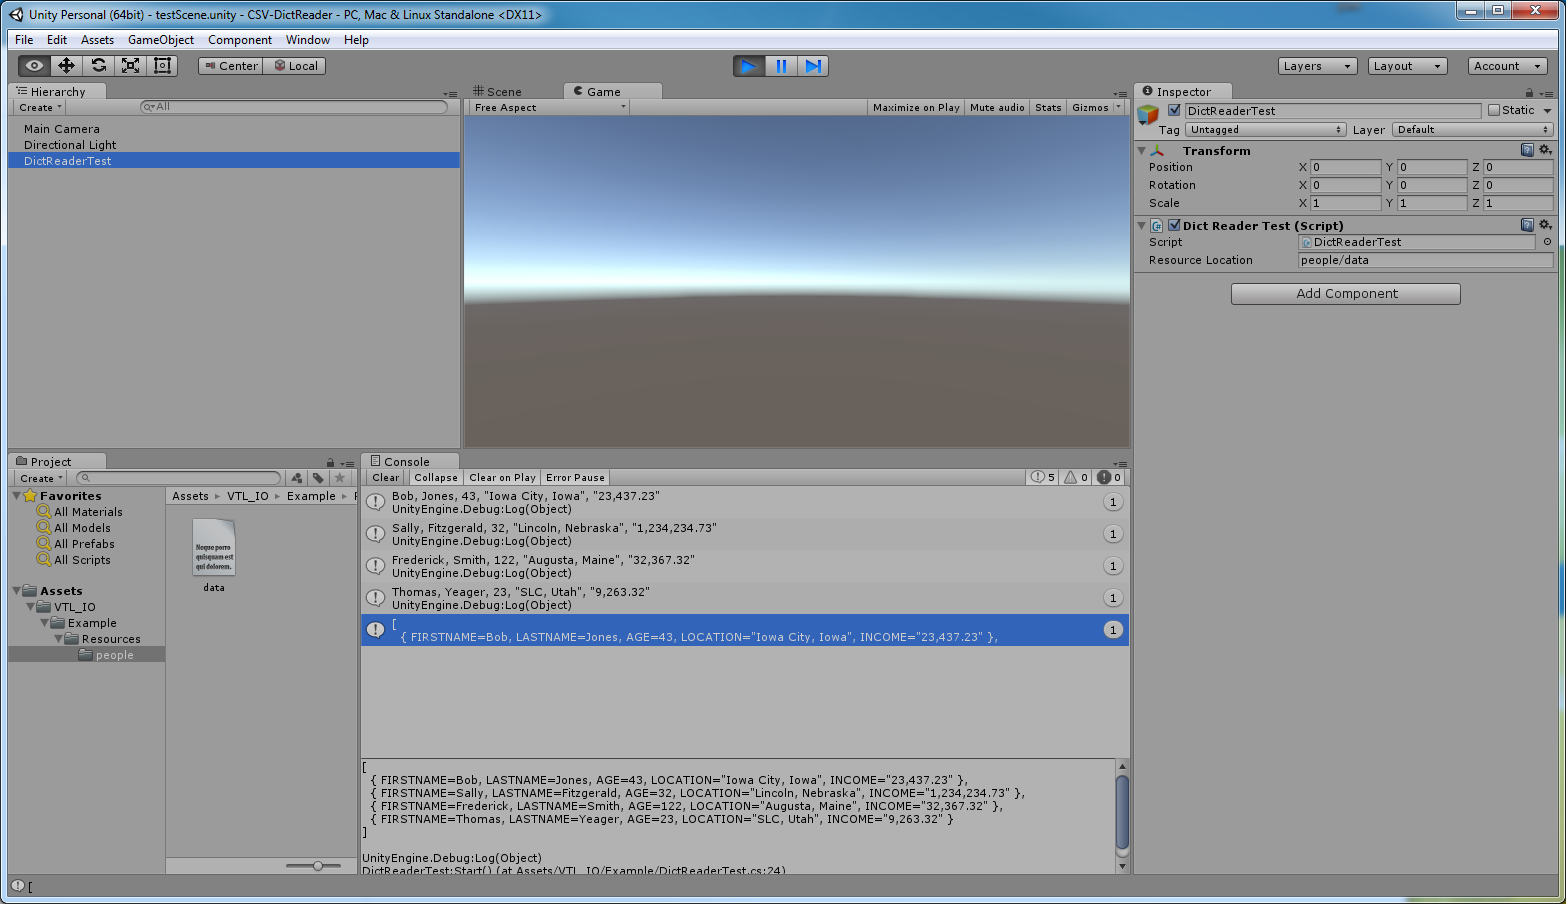 Unity Personal (64bit) - testScene.unity - CSV-DictReader - PC, Mac & Linux Standalone <DX11>
File Edit Assets GameObject Component Window Help
Center Local
Layers Layout Account
Hierarchy
Create All
Main Camera
Directional Light
DictReaderTest
Scene Game
Free Aspect Maximize on Play Mute audio Stats Gizmos
Inspector
DictReaderTest Static
Tag Untagged Layer Default
Transform
Position X 0 Y 0 Z 0
Rotation X 0 Y 0 Z 0
Scale X 1 Y 1 Z 1
Dict Reader Test (Script)
Script DictReaderTest
Resource Location people/data
Add Component
Project
Create
Favorites
All Materials
All Models
All Prefabs
All Scripts
Assets
VTL_IO
Example
Resources
people
Assets VTL_IO Example
Neque porro
quisquam est
qui dolorem.
data
Console
Clear Collapse Clear on Play Error Pause 5 0 0
Bob, Jones, 43, "Iowa City, Iowa", "23,437.23" 1
UnityEngine.Debug:Log(Object)
Sally, Fitzgerald, 32, "Lincoln, Nebraska", "1,234,234.73" 1
UnityEngine.Debug:Log(Object)
Frederick, Smith, 122, "Augusta, Maine", "32,367.32" 1
UnityEngine.Debug:Log(Object)
Thomas, Yeager, 23, "SLC, Utah", "9,263.32" 1
UnityEngine.Debug:Log(Object)
[ 1
{ FIRSTNAME=Bob, LASTNAME=Jones, AGE=43, LOCATION="Iowa City, Iowa", INCOME="23,437.23" },
[
{ FIRSTNAME=Bob, LASTNAME=Jones, AGE=43, LOCATION="Iowa City, Iowa", INCOME="23,437.23" },
{ FIRSTNAME=Sally, LASTNAME=Fitzgerald, AGE=32, LOCATION="Lincoln, Nebraska", INCOME="1,234,234.73" },
{ FIRSTNAME=Frederick, LASTNAME=Smith, AGE=122, LOCATION="Augusta, Maine", INCOME="32,367.32" },
{ FIRSTNAME=Thomas, LASTNAME=Yeager, AGE=23, LOCATION="SLC, Utah", INCOME="9,263.32" }
]
UnityEngine.Debug:Log(Object)
DictReaderTest:Start() (at Assets/VTL_IO/Example/DictReaderTest.cs:24)
[